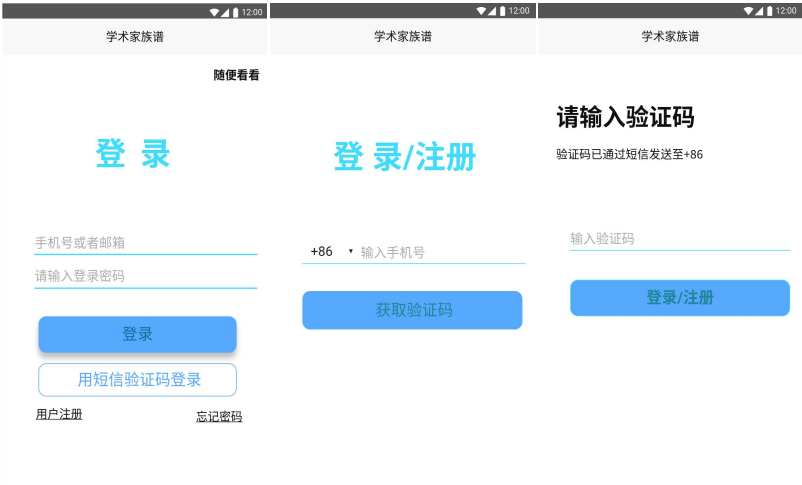 12:00
学术家族谱
随便看看
登 录
手机号或者邮箱
请输入登录密码
登录
用短信验证码登录
用户注册
忘记密码
12:00
学术家族谱
登 录/注册
+86 输入手机号
获取验证码
12:00
学术家族谱
请输入验证码
验证码已通过短信发送至+86
输入验证码
登录/注册